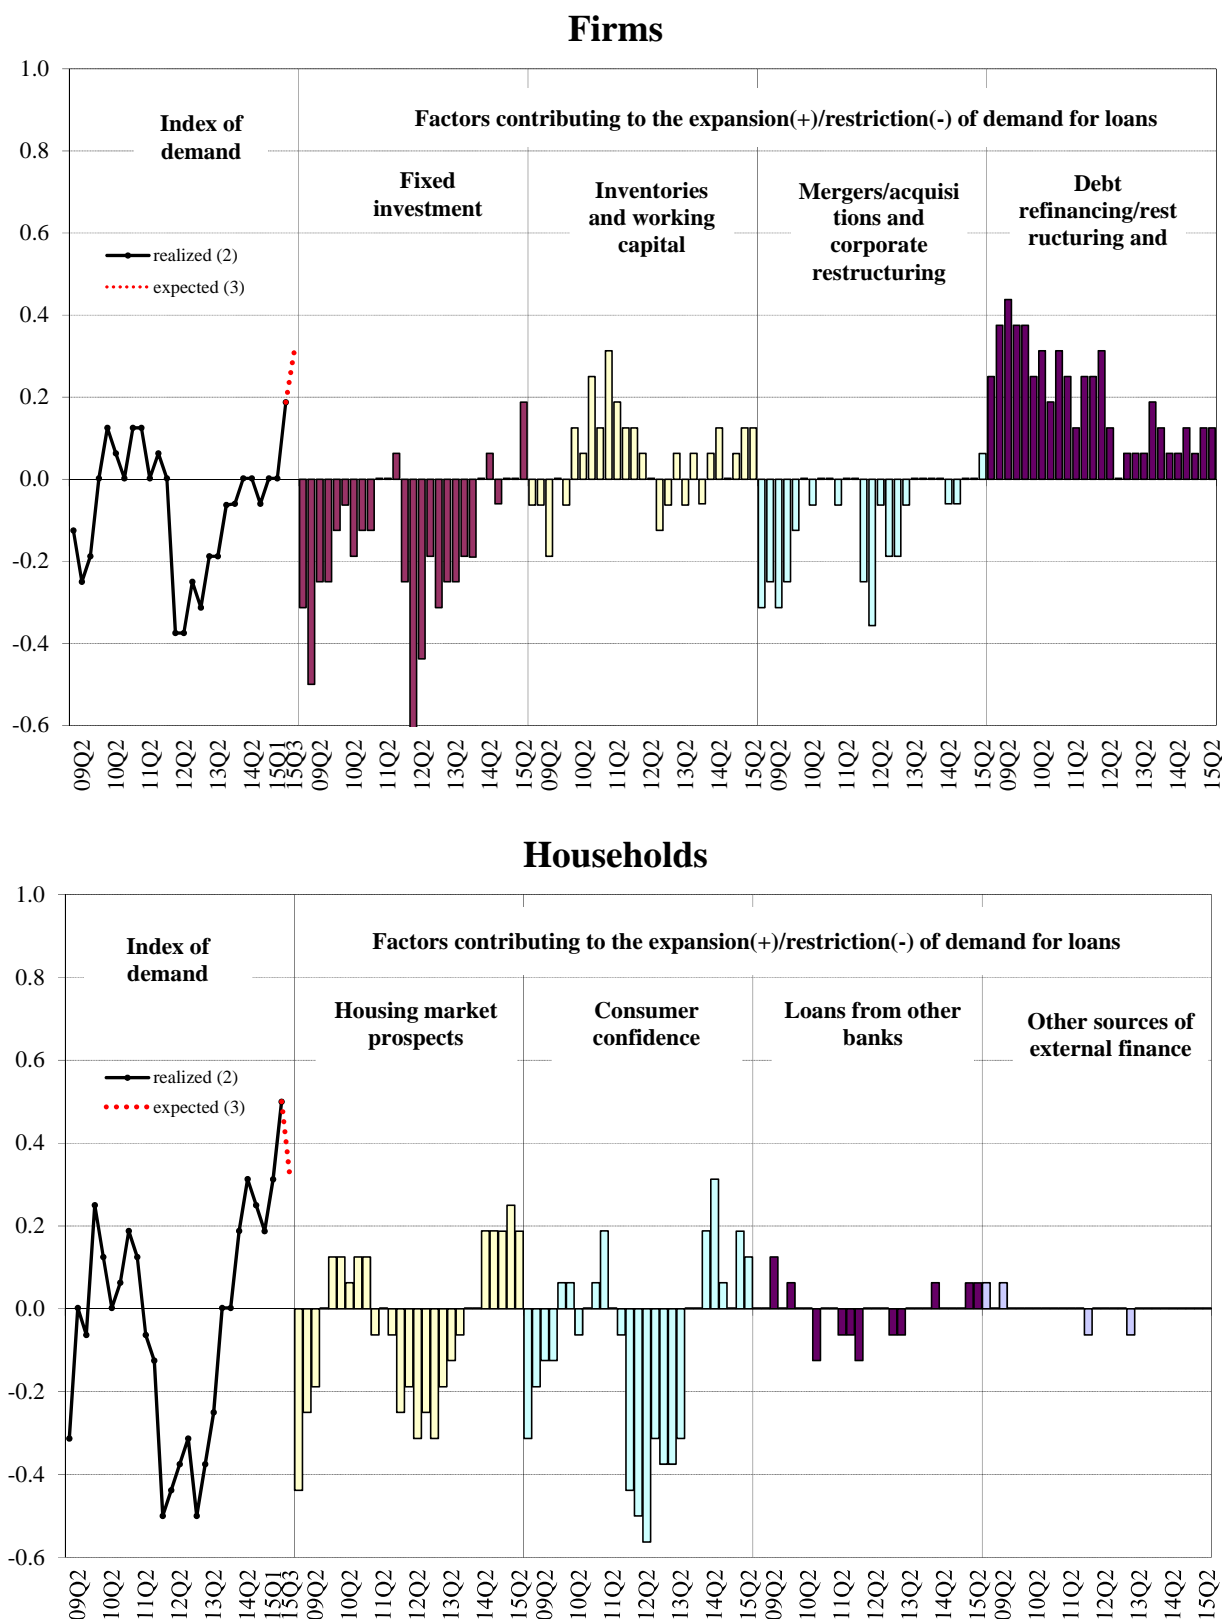 Firms
1.0
0.8
0.6
0.4
0.2
0.0
-0.2
-0.4
-0.6
Index of
demand
Factors contributing to the expansion(+)/restriction(-) of demand for loans
Fixed
investment
Inventories
and working
capital
Mergers/acquisi
tions and
corporate
restructuring
Debt
refinancing/rest
ructuring and
realized (2)
expected (3)
09Q2
10Q2
11Q2
12Q2
13Q2
14Q2
15Q1
15Q3
09Q2
10Q2
11Q2
12Q2
13Q2
14Q2
15Q2
09Q2
10Q2
11Q2
12Q2
13Q2
14Q2
15Q2
09Q2
10Q2
11Q2
12Q2
13Q2
14Q2
15Q2
09Q2
10Q2
11Q2
12Q2
13Q2
14Q2
15Q2
Households
1.0
0.8
0.6
0.4
0.2
0.0
-0.2
-0.4
-0.6
Index of
demand
Factors contributing to the expansion(+)/restriction(-) of demand for loans
Housing market
prospects
Consumer
confidence
Loans from other
banks
Other sources of
external finance
realized (2)
expected (3)
09Q2
10Q2
11Q2
12Q2
13Q2
14Q2
15Q1
15Q3
09Q2
10Q2
11Q2
12Q2
13Q2
14Q2
15Q2
09Q2
10Q2
11Q2
12Q2
13Q2
14Q2
15Q2
09Q2
10Q2
11Q2
12Q2
13Q2
14Q2
15Q2
09Q2
10Q2
11Q2
12Q2
13Q2
14Q2
15Q2